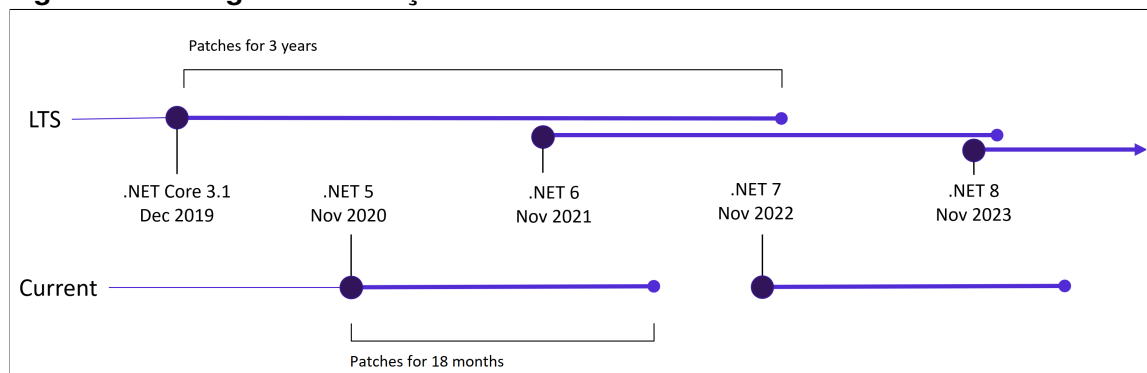 Patches for 3 years
LTS
.NET Core 3.1
Dec 2019
.NET 5
Nov 2020
.NET 6
Nov 2021
.NET 7
Nov 2022
.NET 8
Nov 2023
Current
Patches for 18 months